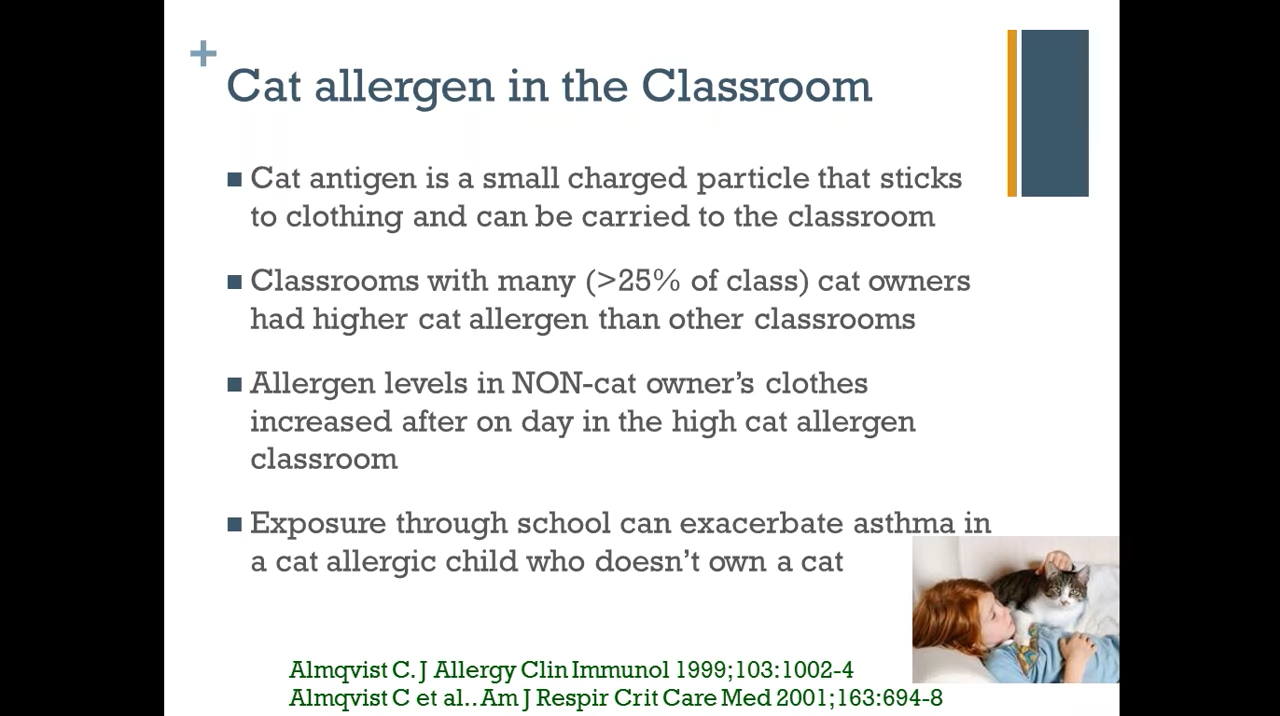 +
Cat allergen in the Classroom
■ Cat antigen is a small charged particle that sticks
to clothing and can be carried to the classroom
■ Classrooms with many (>25% of class) cat owners
had higher cat allergen than other classrooms
■ Allergen levels in NON-cat owner's clothes
increased after on day in the high cat allergen
classroom
■ Exposure through school can exacerbate asthma in
a cat allergic child who doesn't own a cat
Almqvist C. J Allergy Clin Immunol 1999;103:1002-4
Almqvist C et al.. Am J Respir Crit Care Med 2001;163:694-8